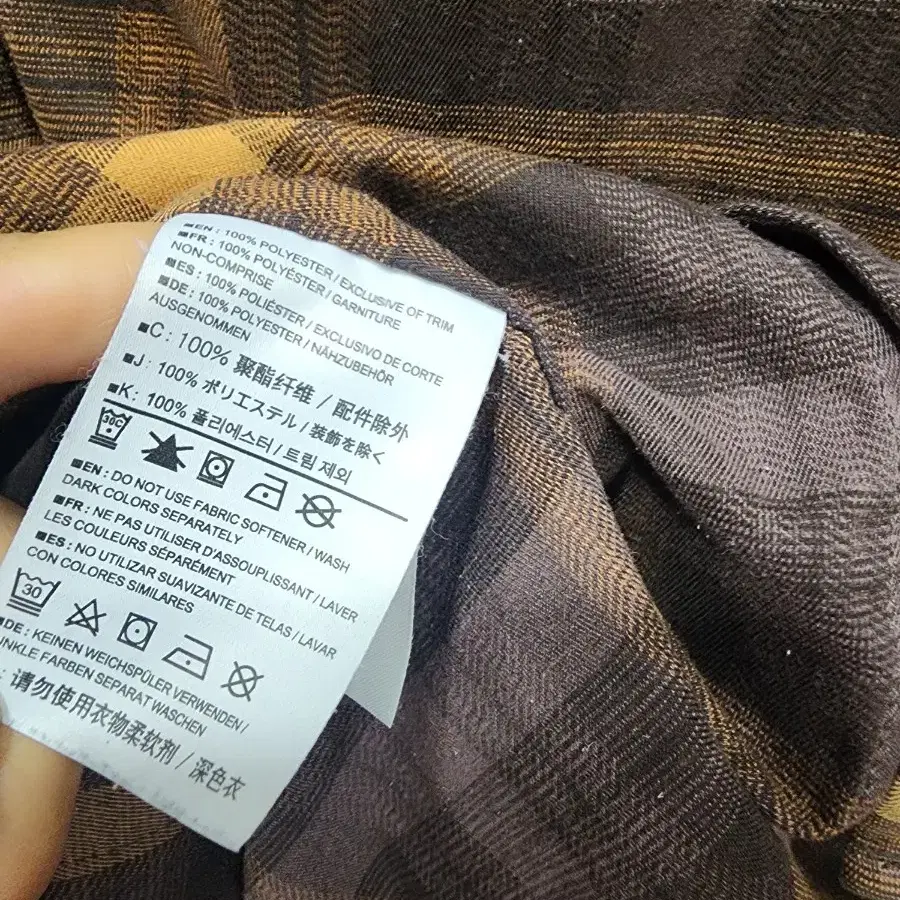 ■EN : 100% POLYESTER / EXCLUSIVE OF TRIM
■FR : 100% POLYÉSTER / GARNITURE
NON-COMPRISE
■ES : 100% POLIÉSTER / EXCLUSIVO DE CORTE
■DE : 100% POLYESTER / NÄHZUBEHÖR
AUSGENOMMEN
■C : 100% 聚酯纤维 / 配件除外
■J : 100% ポリエステル / 装飾を除く
■K : 100% 폴리에스터 / 트림 제외
30C
■EN : DO NOT USE FABRIC SOFTENER / WASH
DARK COLORS SEPARATELY
■FR : NE PAS UTILISER D'ASSOUPLISSANT / LAVER
LES COULEURS SÉPARÉMENT
■ES : NO UTILIZAR SUAVIZANTE DE TELAS / LAVAR
CON COLORES SIMILARES
30
■DE : KEINEN WEICHSPÜLER VERWENDEN /
UNKLE FARBEN SEPARAT WASCHEN
: 请勿使用衣物柔软剂 / 深色衣